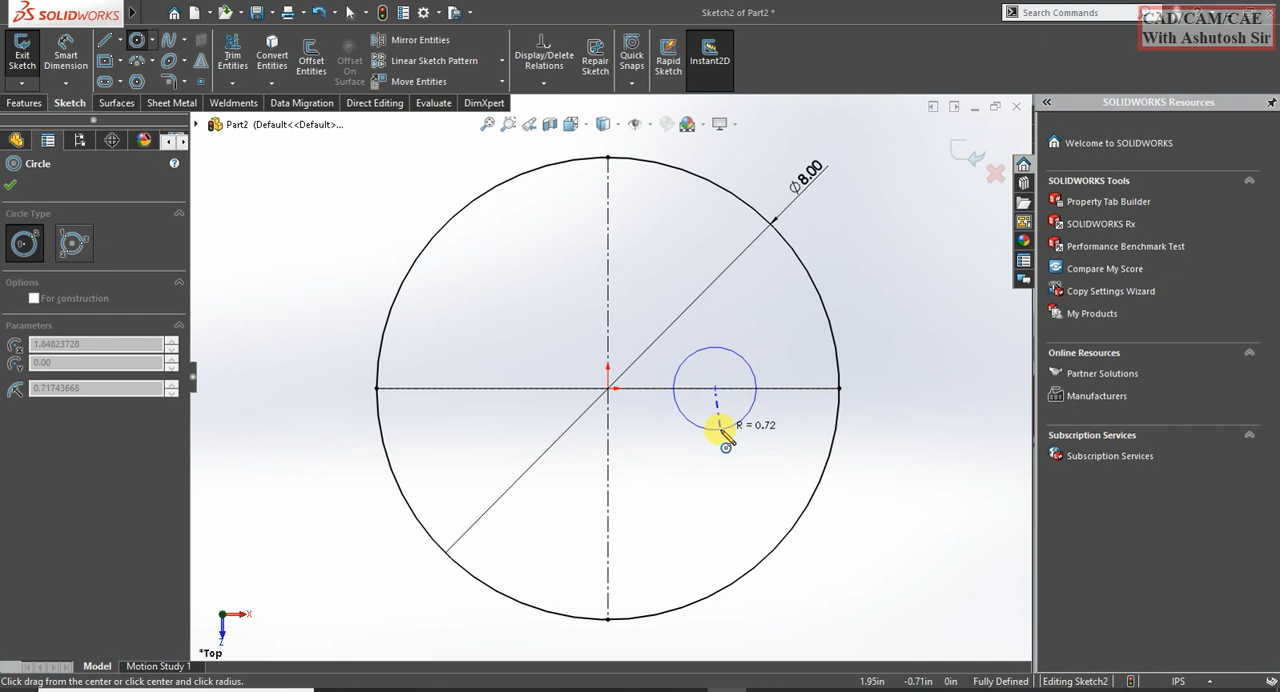 SOLIDWORKS
Sketch2 of Part2 *
Search Commands
CAD/CAM/CAE
With Ashutosh Sir
Exit Sketch
Smart Dimension
Trim Entities
Convert Entities
Offset Entities
Offset On Surface
Mirror Entities
Linear Sketch Pattern
Move Entities
Display/Delete Relations
Repair Sketch
Quick Snaps
Rapid Sketch
Instant2D
Features
Sketch
Surfaces
Sheet Metal
Weldments
Data Migration
Direct Editing
Evaluate
DimXpert
Part2 (Default<<Default>...
Circle
Circle Type
Options
For construction
Parameters
1.84823728
0.00
0.71743668
Ø8.00
R = 0.72
X
Z
*Top
SOLIDWORKS Resources
Welcome to SOLIDWORKS
SOLIDWORKS Tools
Property Tab Builder
SOLIDWORKS Rx
Performance Benchmark Test
Compare My Score
Copy Settings Wizard
My Products
Online Resources
Partner Solutions
Manufacturers
Subscription Services
Subscription Services
Model
Motion Study 1
Click drag from the center or click center and click radius.
1.95in
-0.71in
0in
Fully Defined
Editing Sketch2
IPS